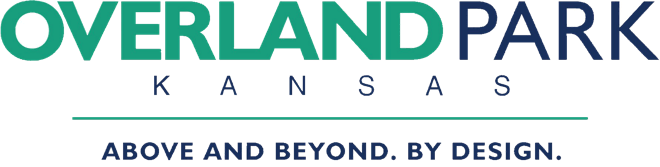 OVERLAND PARK
KANSAS
ABOVE AND BEYOND. BY DESIGN.